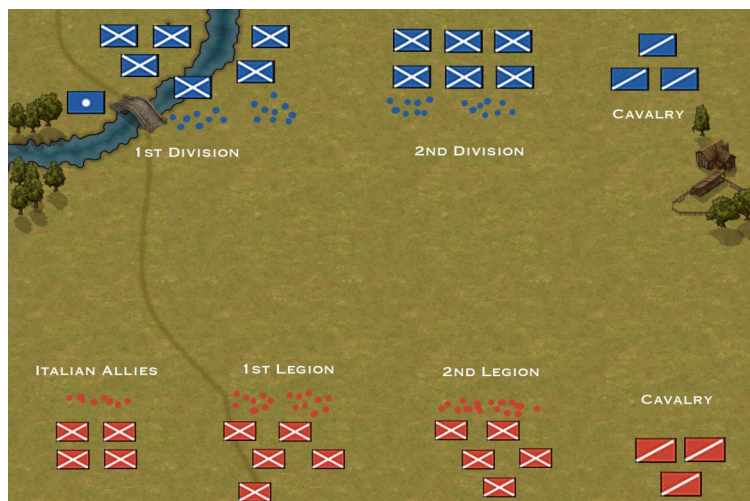 Cavalry
1st Division
2nd Division
Italian Allies
1st Legion
2nd Legion
Cavalry